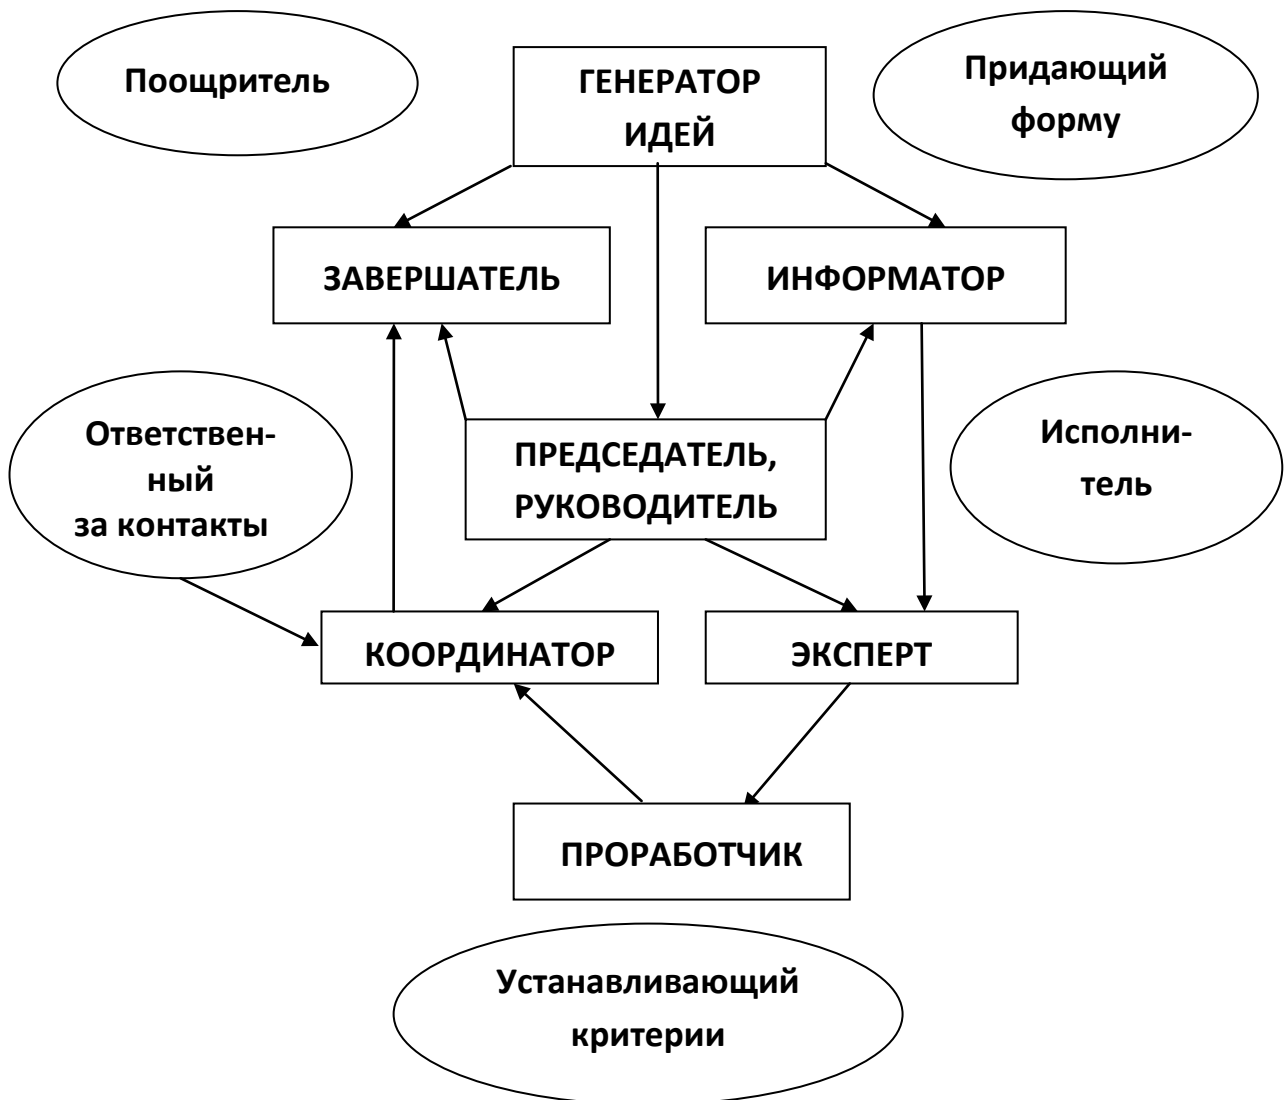 Поощритель
ГЕНЕРАТОР
ИДЕЙ
Придающий
форму
ЗАВЕРШАТЕЛЬ
ИНФОРМАТОР
Ответствен-
ный
за контакты
ПРЕДСЕДАТЕЛЬ,
РУКОВОДИТЕЛЬ
Исполни-
тель
КООРДИНАТОР
ЭКСПЕРТ
ПРОРАБОТЧИК
Устанавливающий
критерии